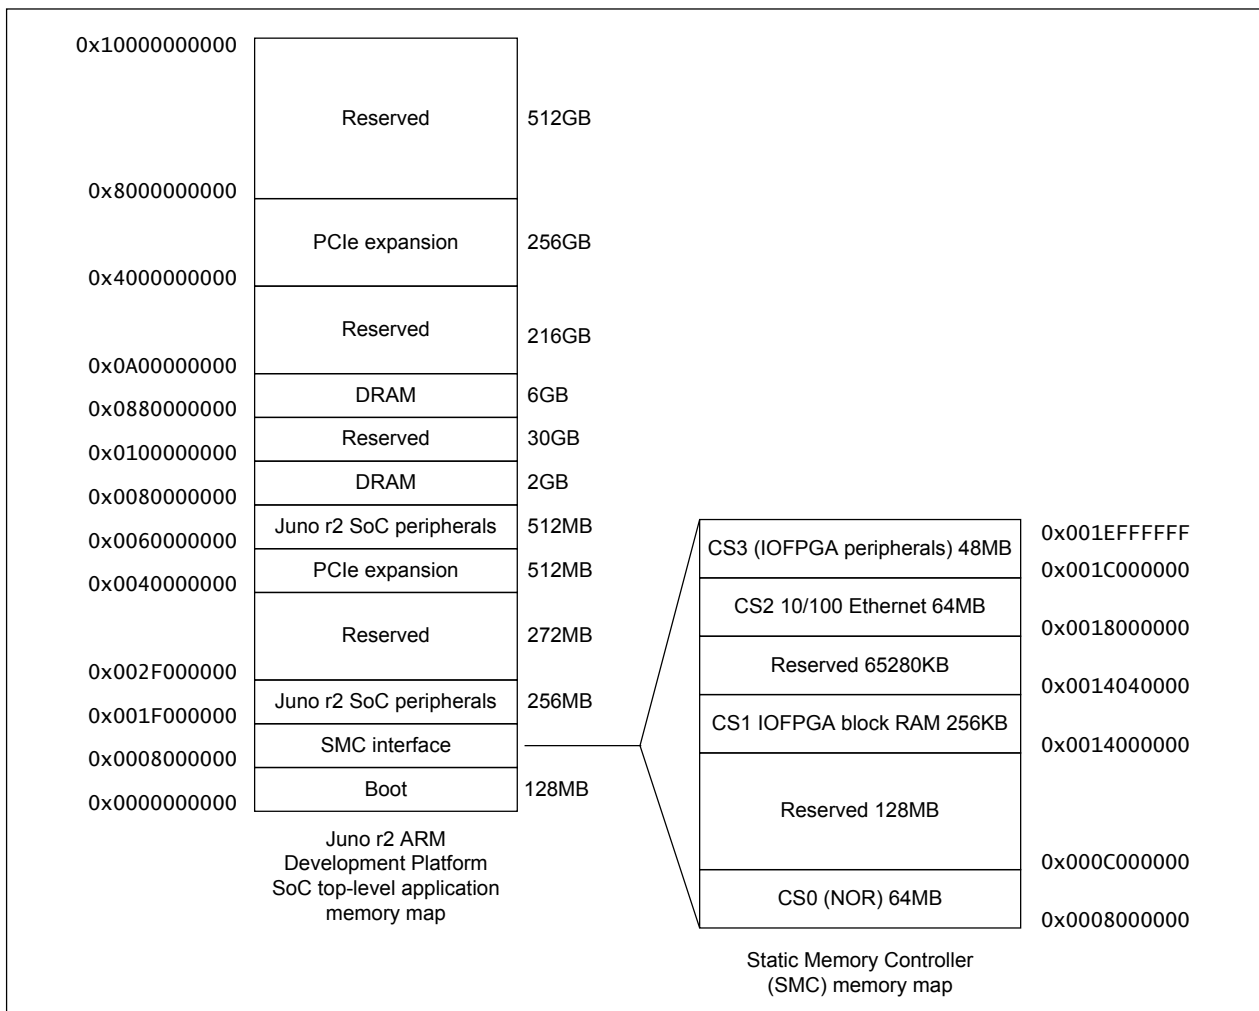 0x10000000000
Reserved 512GB
0x8000000000
PCIe expansion 256GB
0x4000000000
Reserved 216GB
0x0A00000000
DRAM 6GB
0x0880000000
Reserved 30GB
0x0100000000
DRAM 2GB
0x0080000000
Juno r2 SoC peripherals 512MB
0x0060000000
PCIe expansion 512MB
0x0040000000
Reserved 272MB
0x002F000000
Juno r2 SoC peripherals 256MB
0x001F000000
SMC interface
0x0008000000
Boot 128MB
0x0000000000
Juno r2 ARM
Development Platform
SoC top-level application
memory map
CS3 (IOFPGA peripherals) 48MB
0x001EFFFFFF
0x001C000000
CS2 10/100 Ethernet 64MB
0x0018000000
Reserved 65280KB
0x0014040000
CS1 IOFPGA block RAM 256KB
0x0014000000
Reserved 128MB
0x000C000000
CS0 (NOR) 64MB
0x0008000000
Static Memory Controller
(SMC) memory map